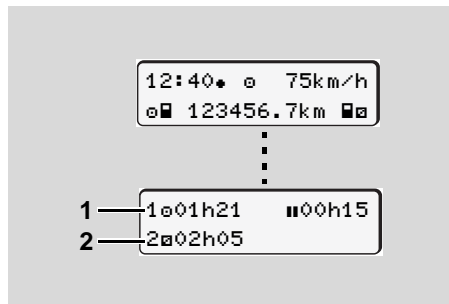 12:40● ⊙ 75km/h
⊙▮ 123456.7km ▮⧄
1 1⊙01h21 ▮▮00h15
2 2⧄02h05